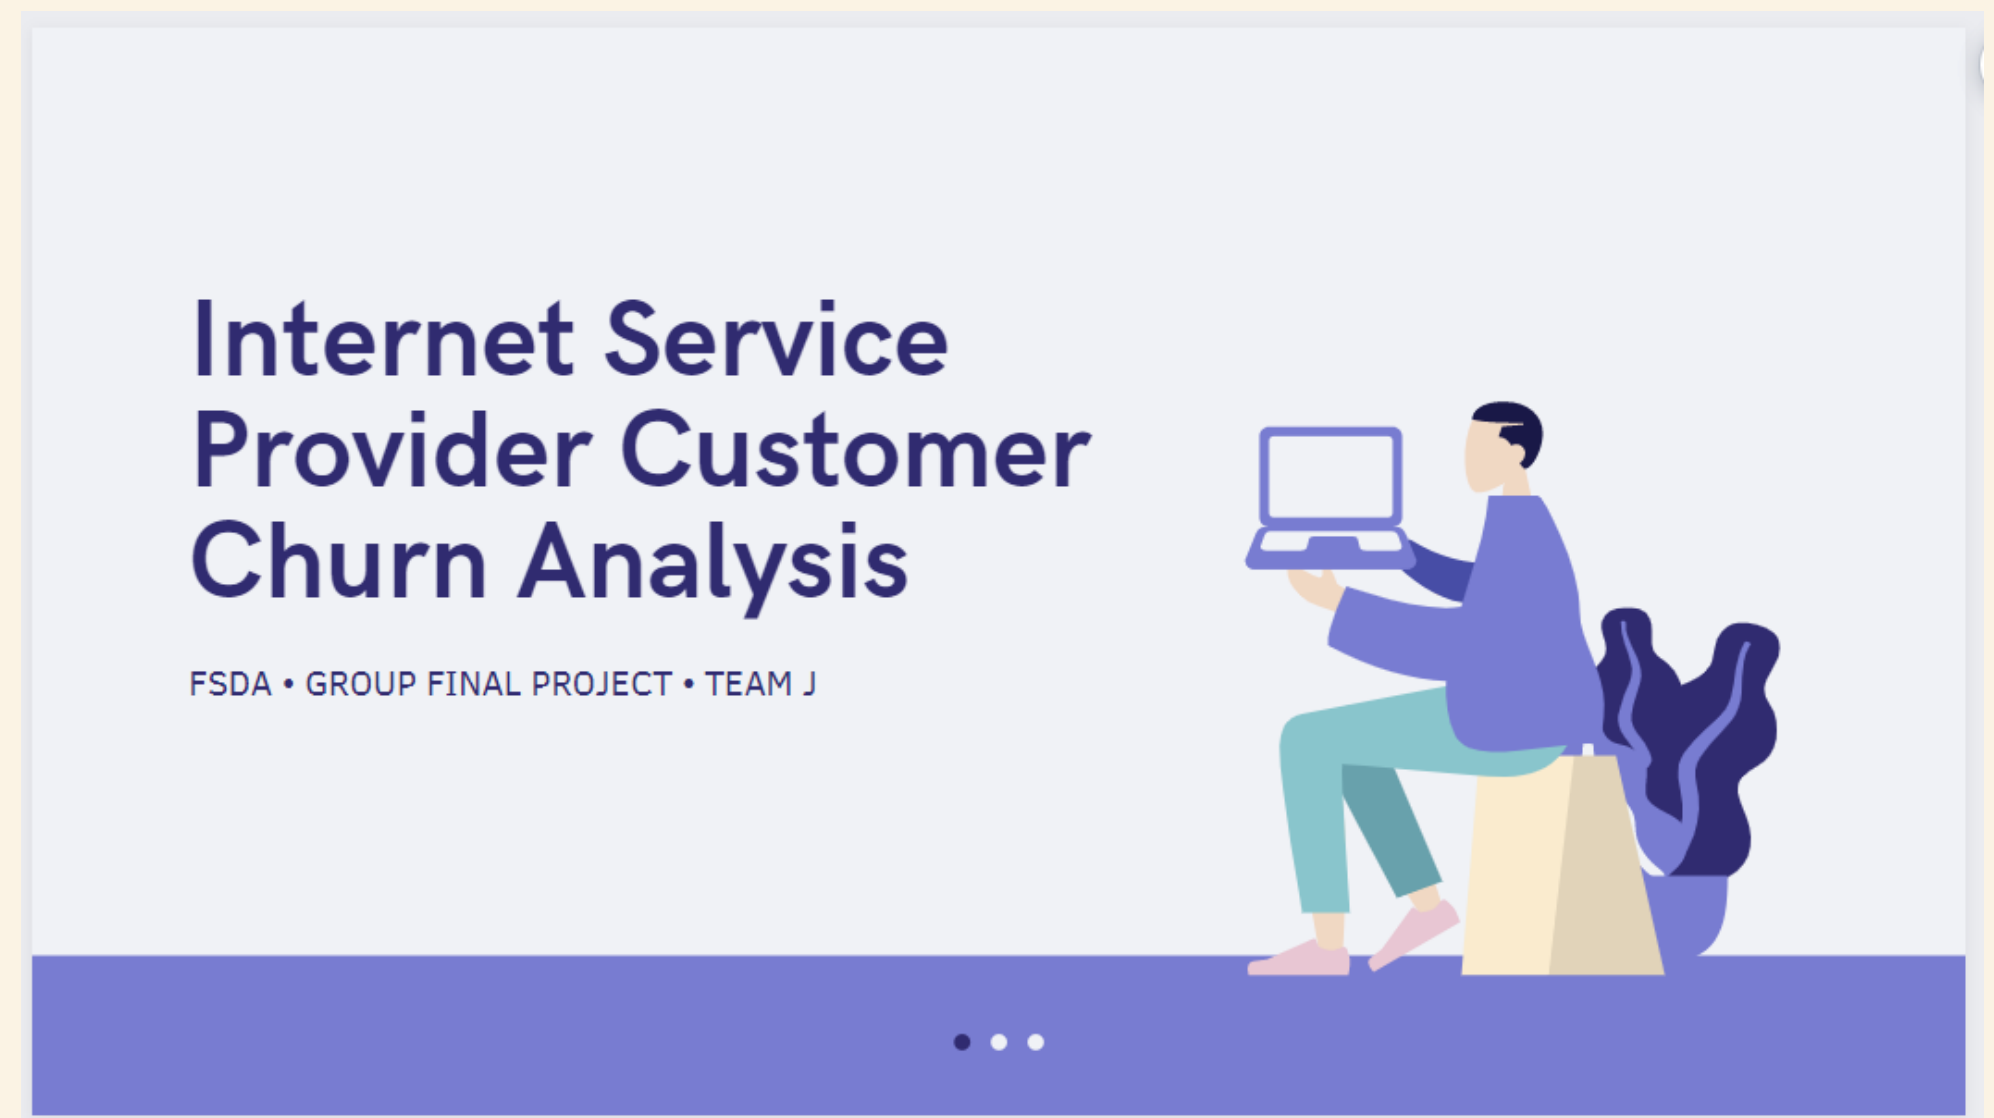 Internet Service
Provider Customer
Churn Analysis
FSDA • GROUP FINAL PROJECT • TEAM J